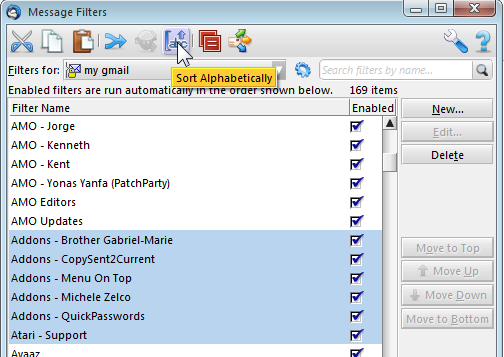 Message Filters
abc
Filters for: my gmail
Search filters by name...
Sort Alphabetically
Enabled filters are run automatically in the order shown below. 169 items
Filter Name Enabled
New...
AMO - Jorge
Edit...
AMO - Kenneth
Delete
AMO - Kent
AMO - Yonas Yanfa (PatchParty)
AMO Editors
AMO Updates
Addons - Brother Gabriel-Marie
Move to Top
Addons - CopySent2Current
Move Up
Addons - Menu On Top
Move Down
Addons - Michele Zelco
Move to Bottom
Addons - QuickPasswords
Atari - Support
Avaaz